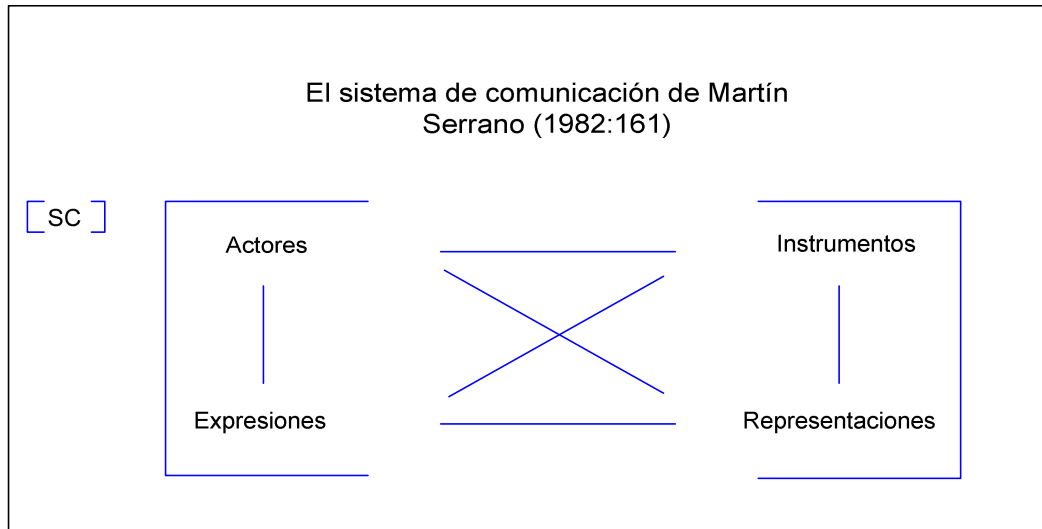 El sistema de comunicación de Martín
Serrano (1982:161)
SC
Actores
Instrumentos
Expresiones
Representaciones